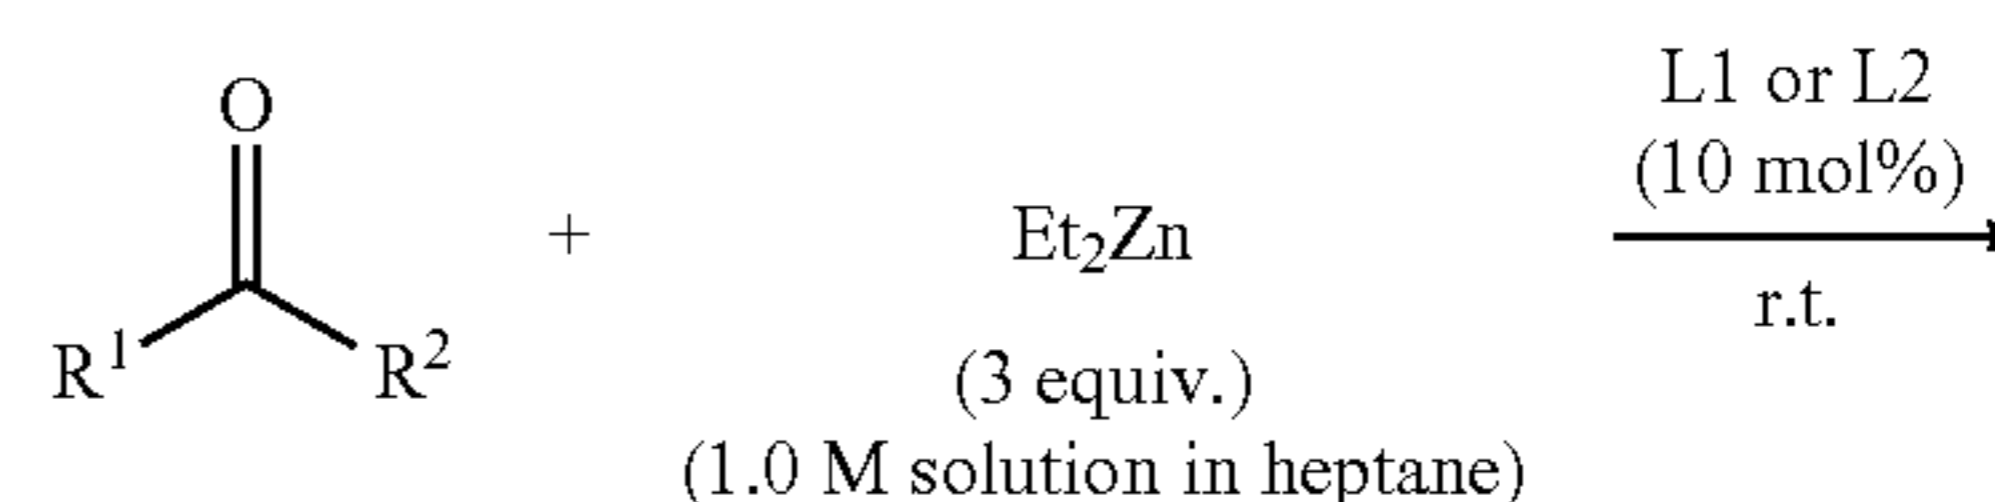 O
R¹ R²
+
Et₂Zn
(3 equiv.)
(1.0 M solution in heptane)
L1 or L2
(10 mol%)
r.t.